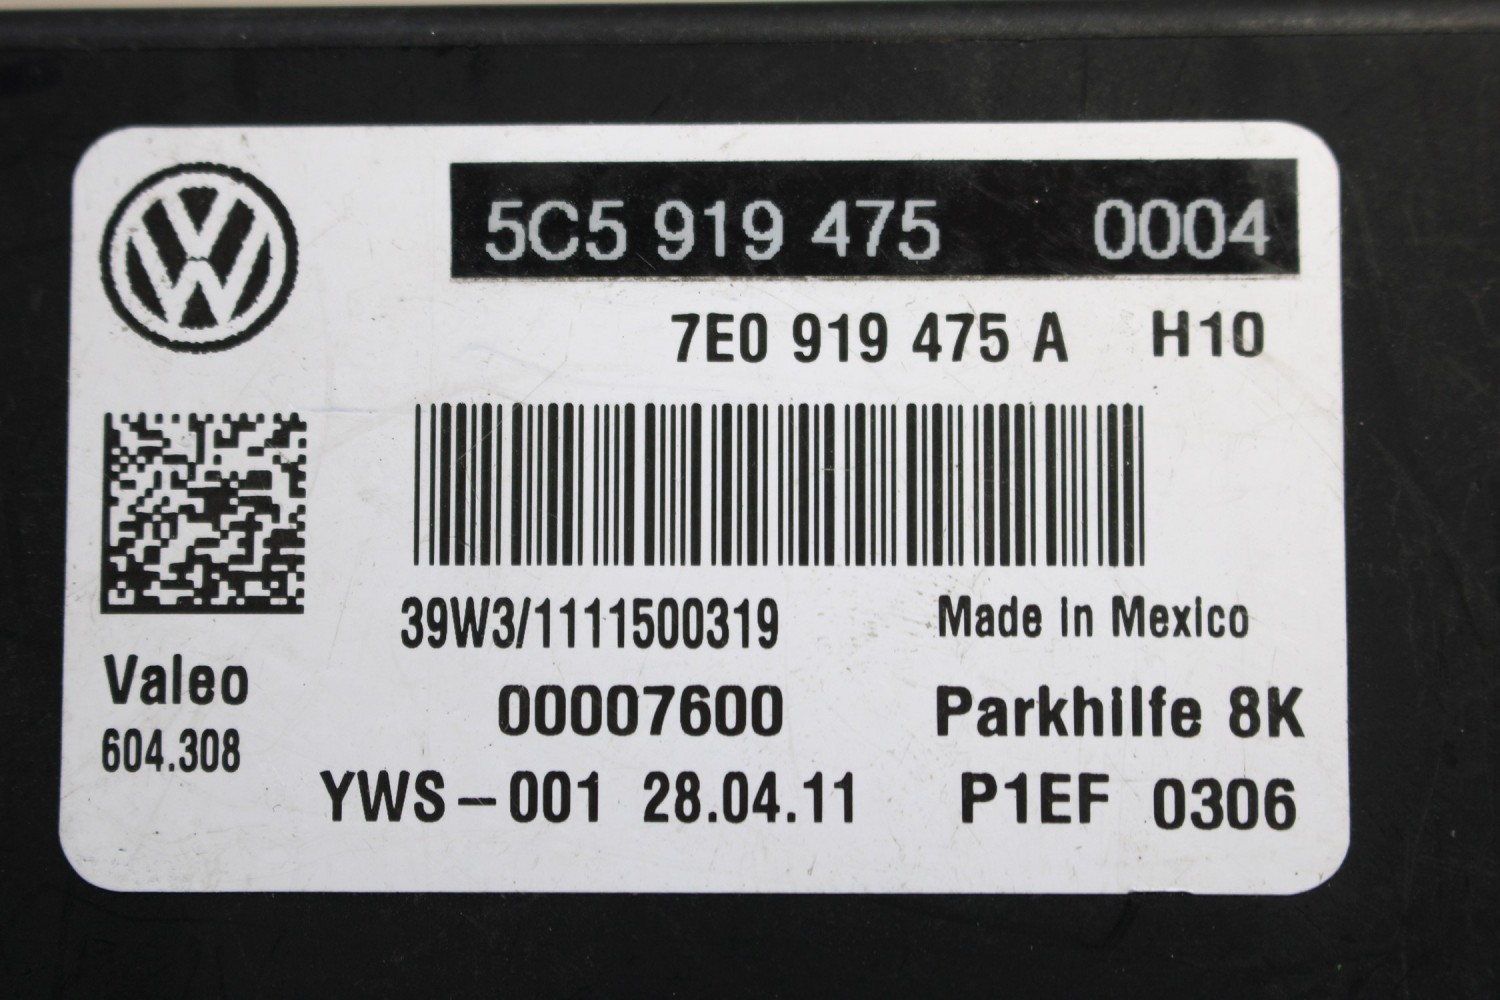 5C5 919 475 0004
7E0 919 475 A H10
39W3/1111500319 Made in Mexico
Valeo 00007600 Parkhilfe 8K
604.308
YWS-001 28.04.11 P1EF 0306